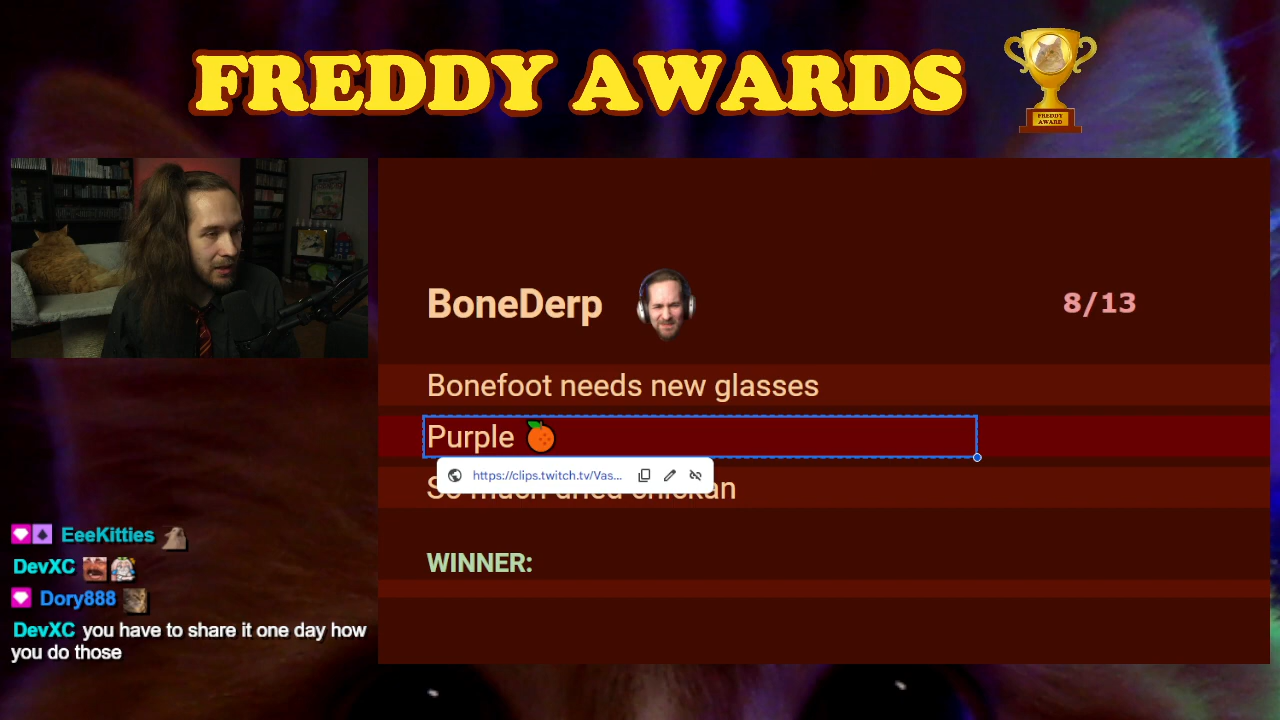 FREDDY AWARDS
FREDDY
AWARD
BoneDerp
8/13
Bonefoot needs new glasses
Purple
https://clips.twitch.tv/Vas...
So much dried chickan
WINNER:
EeeKitties
DevXC
Dory888
DevXC you have to share it one day how
you do those